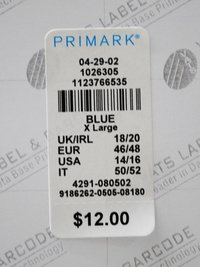 PRIMARK®
04-29-02
1026305
1123766535
BLUE
X Large
UK/IRL 18/20
EUR 46/48
USA 14/16
IT 50/52
4291-080502
9186262-0505-08180
$12.00